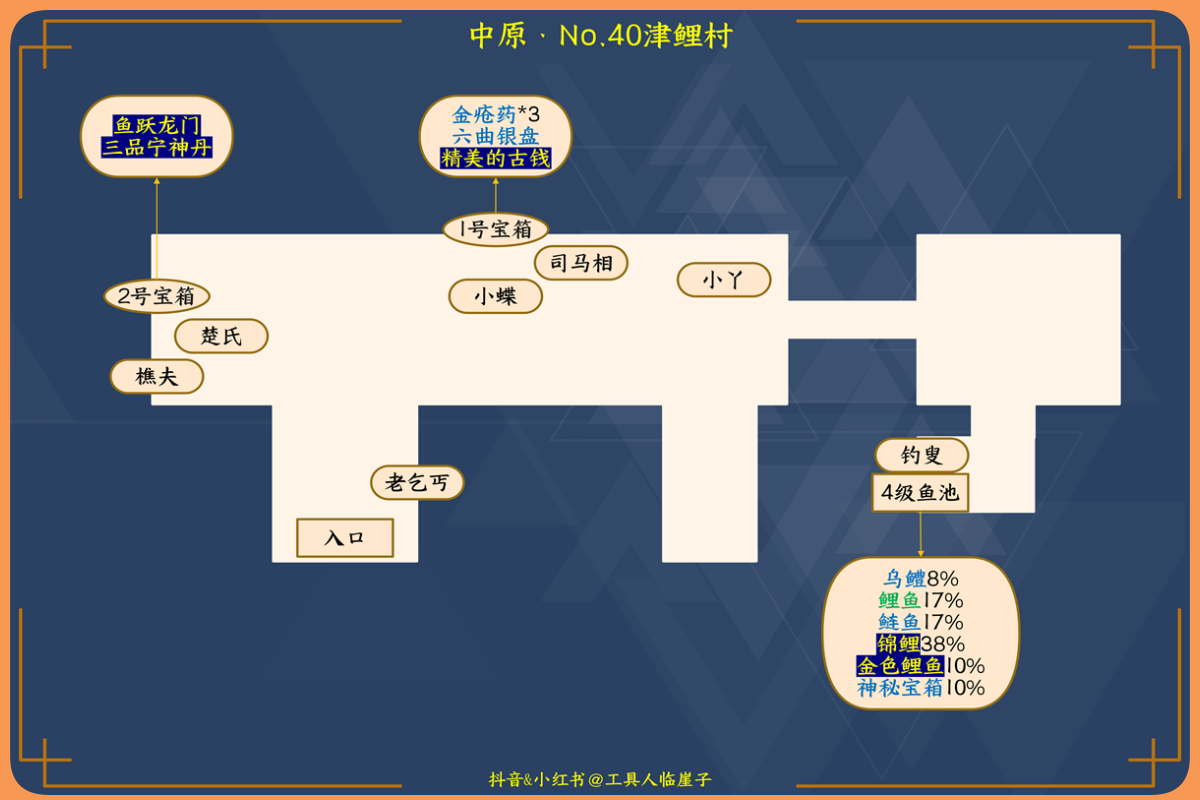 中原·No.40津鲤村
鱼跃龙门
三品宁神丹
金疮药*3
六曲银盘
精美的古钱
1号宝箱
司马相
小丫
小蝶
2号宝箱
楚氏
樵夫
老乞丐
入口
钓叟
4级鱼池
乌鳢8%
鲤鱼17%
鲢鱼17%
锦鲤38%
金色鲤鱼10%
神秘宝箱10%
抖音&小红书@工具人临崖子